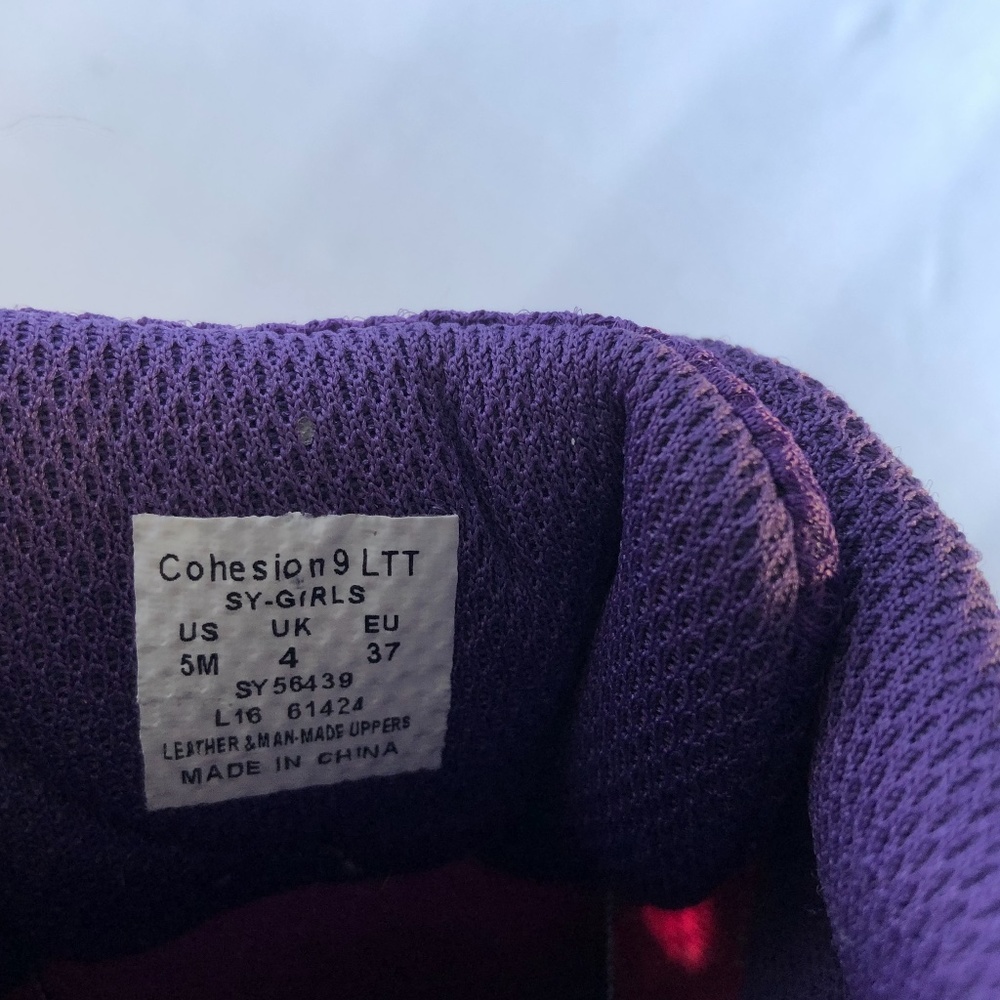 Cohesion9 LTT
SY-GIRLS
US UK EU
5M 4 37
SY56439
L16 61424
LEATHER & MAN-MADE UPPERS
MADE IN CHINA